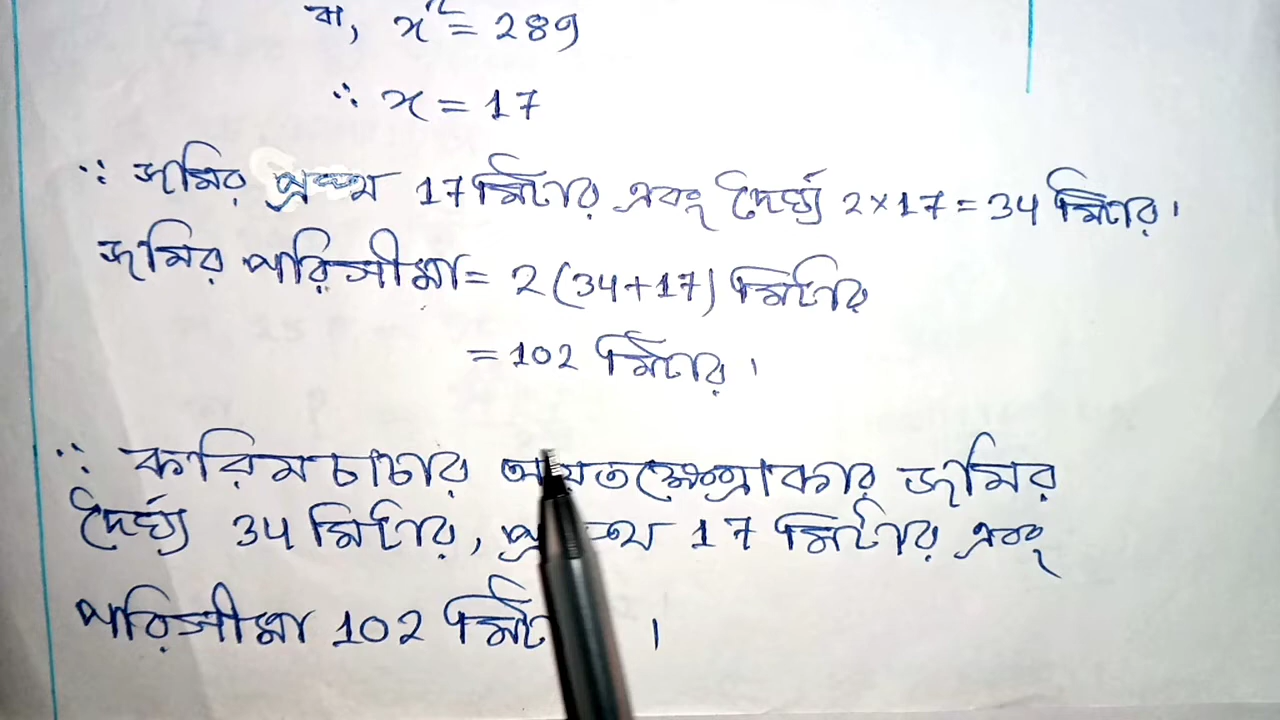 বা, x² = 289
∴ x = 17
∴ জমির প্রস্থ 17 মিটার এবং দৈর্ঘ্য 2×17 = 34 মিটার।
জমির পরিসীমা = 2(34+17) মিটার
= 102 মিটার।
∴ করিমচাচার আয়তক্ষেত্রাকার জমির
দৈর্ঘ্য 34 মিটার, প্রস্থ 17 মিটার এবং
পরিসীমা 102 মিট।